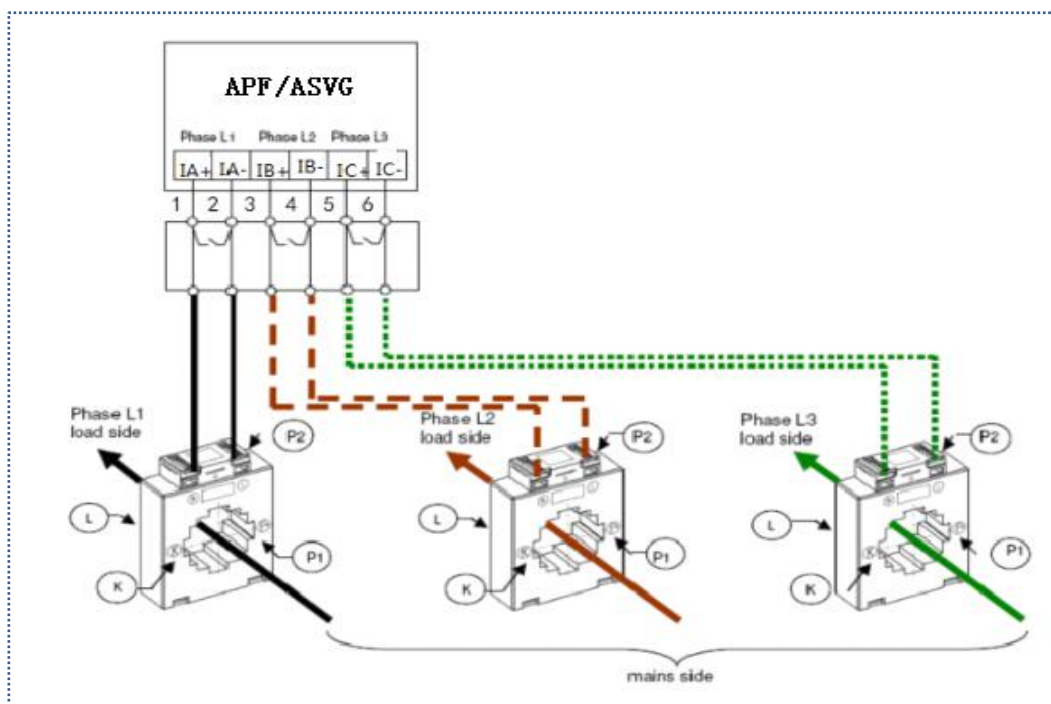 APF/ASVG
Phase L1 Phase L2 Phase L3
IA+ IA- IB+ IB- IC+ IC-
1 2 3 4 5 6
Phase L1
load side
P2
Phase L2
load side
P2
Phase L3
load side
P2
L
L
L
P1
P1
P1
K
K
K
mains side